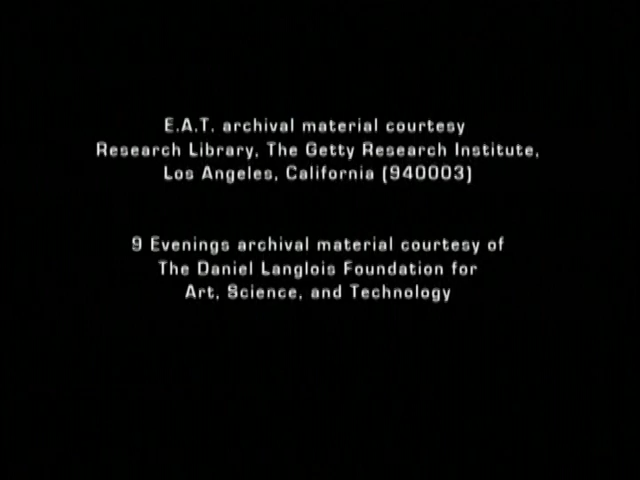 E.A.T. archival material courtesy
Research Library, The Getty Research Institute,
Los Angeles, California (940003)
9 Evenings archival material courtesy of
The Daniel Langlois Foundation for
Art, Science, and Technology